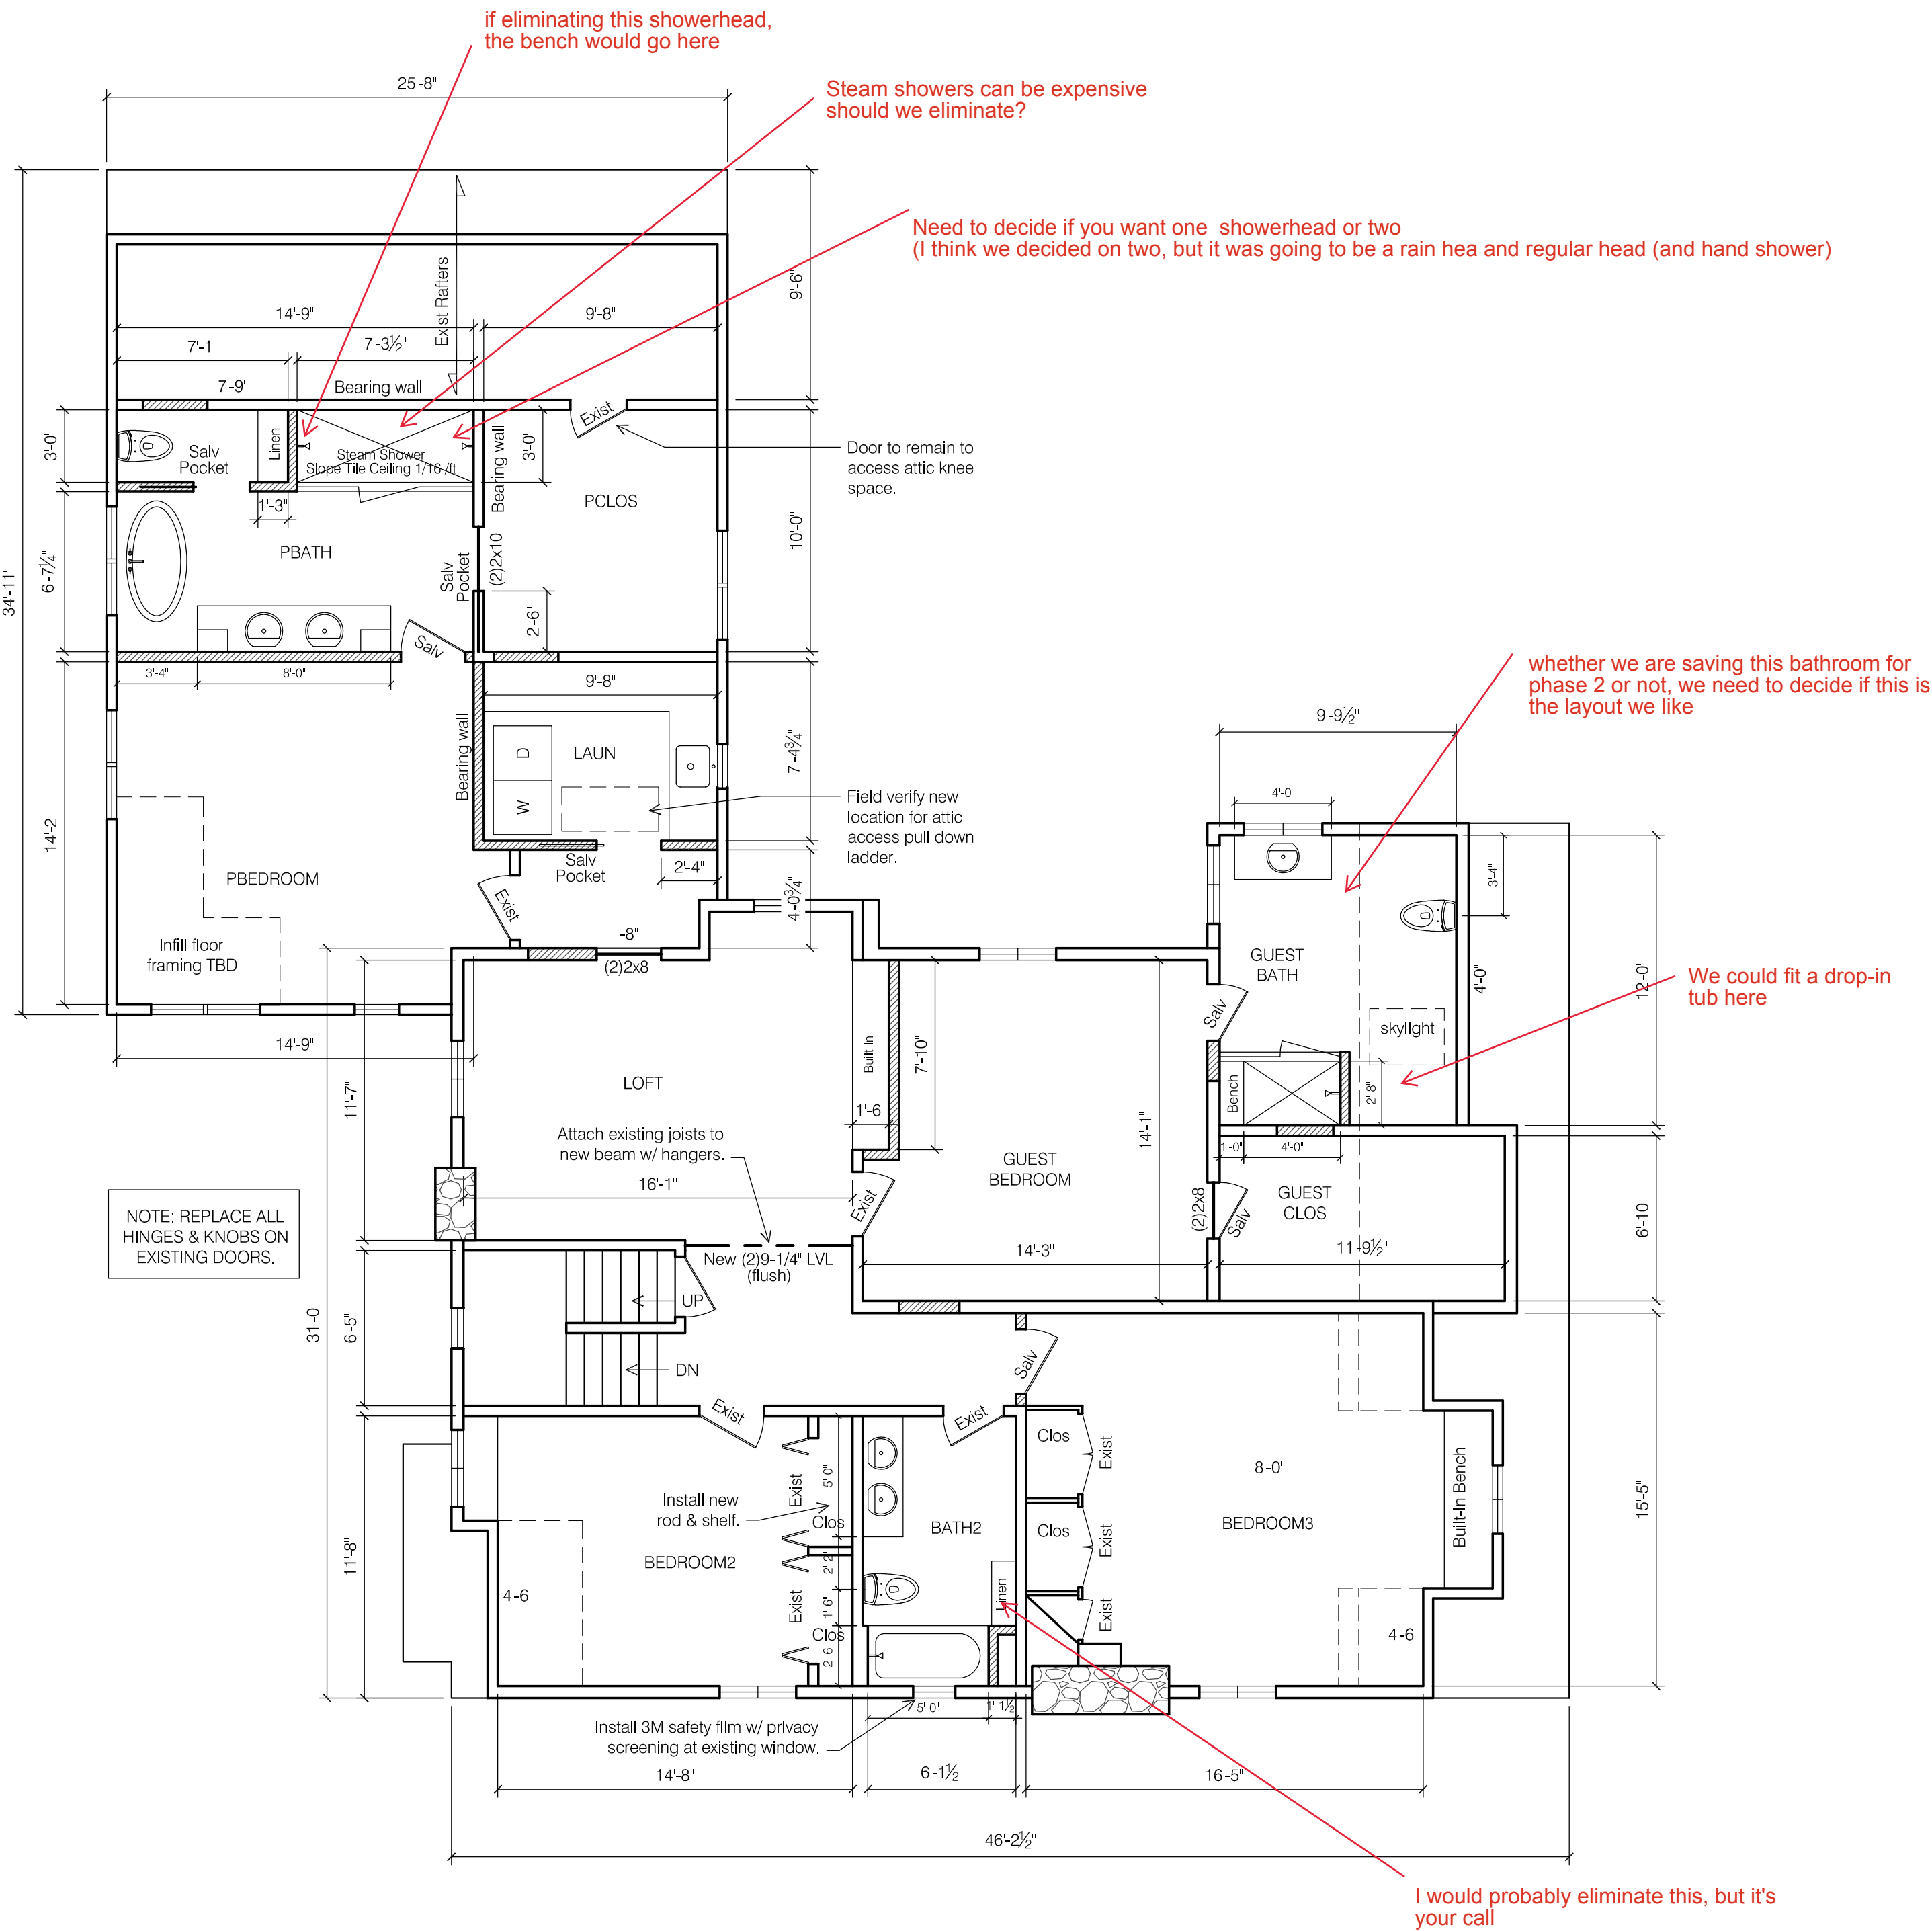 if eliminating this showerhead,
the bench would go here
25'-8"
Steam showers can be expensive
should we eliminate?
Need to decide if you want one showerhead or two
(I think we decided on two, but it was going to be a rain hea and regular head (and hand shower)
34'-11"
9'-6"
Exist Rafters
14'-9"
9'-8"
7'-1"
7'-3½"
7'-9"
Bearing wall
Exist
3'-0"
Salv
Pocket
Linen
Steam Shower
Slope Tile Ceiling 1/16"/ft
Bearing wall
3'-0"
Door to remain to
access attic knee
space.
1'-3"
PCLOS
10'-0"
6'-7¼"
PBATH
Salv
Pocket
(2)2x10
2'-6"
Salv
3'-4"
8'-0"
9'-8"
whether we are saving this bathroom for
phase 2 or not, we need to decide if this is
the layout we like
9'-9½"
Bearing wall
D
LAUN
W
7'-4¾"
4'-0"
Field verify new
location for attic
access pull down
ladder.
14'-2"
Salv
Pocket
2'-4"
PBEDROOM
Exist
4'-0¾"
3'-4"
Infill floor
framing TBD
-8"
(2)2x8
GUEST
BATH
4'-0"
12'-0"
We could fit a drop-in
tub here
Salv
skylight
14'-9"
31'-0"
11'-7"
LOFT
Built-In
7'-10"
1'-6"
Bench
2'-8"
Attach existing joists to
new beam w/ hangers.
14'-1"
1'-0"
4'-0"
16'-1"
GUEST
BEDROOM
Exist
(2)2x8
Salv
GUEST
CLOS
6'-10"
NOTE: REPLACE ALL
HINGES & KNOBS ON
EXISTING DOORS.
New (2)9-1/4" LVL
(flush)
14'-3"
11'-9½"
UP
6'-5"
DN
Salv
Exist
Exist
Clos
Exist
8'-0"
Built-In Bench
15'-5"
Install new
rod & shelf.
Exist
5'-0"
Clos
BATH2
Clos
Exist
BEDROOM3
11'-8"
BEDROOM2
2'-2"
4'-6"
Exist
1'-6"
Clos
2'-6"
Linen
Exist
4'-6"
5'-0"
1'-1½"
Install 3M safety film w/ privacy
screening at existing window.
14'-8"
6'-1½"
16'-5"
46'-2½"
I would probably eliminate this, but it's
your call